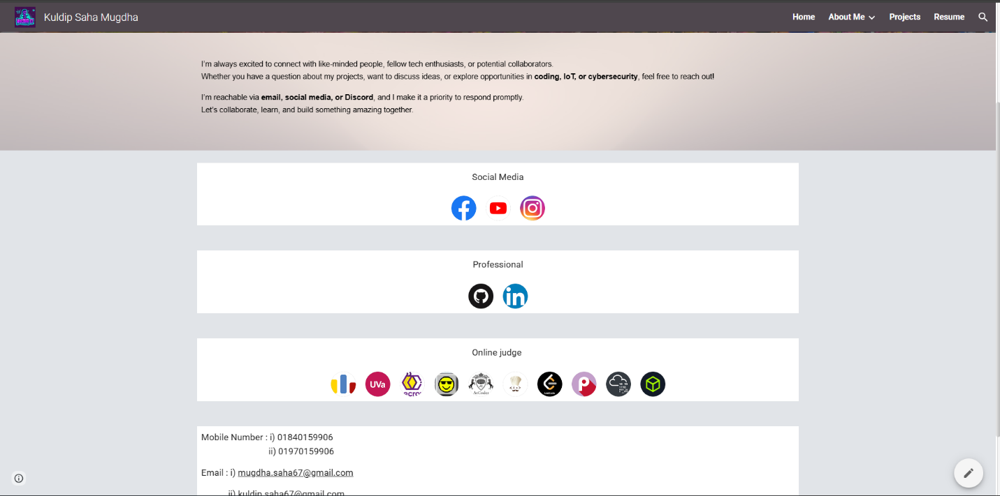 Kuldip Saha Mugdha
Home About Me Projects Resume
I'm always excited to connect with like-minded people, fellow tech enthusiasts, or potential collaborators.
Whether you have a question about my projects, want to discuss ideas, or explore opportunities in coding, IoT, or cybersecurity, feel free to reach out!
I'm reachable via email, social media, or Discord, and I make it a priority to respond promptly.
Let's collaborate, learn, and build something amazing together.
Social Media
Professional
in
Online judge
UVa
AtCoder
LeetCode
Mobile Number : i) 01840159906
ii) 01970159906
Email : i) mugdha.saha67@gmail.com
ii) kuldip.saha67@gmail.com